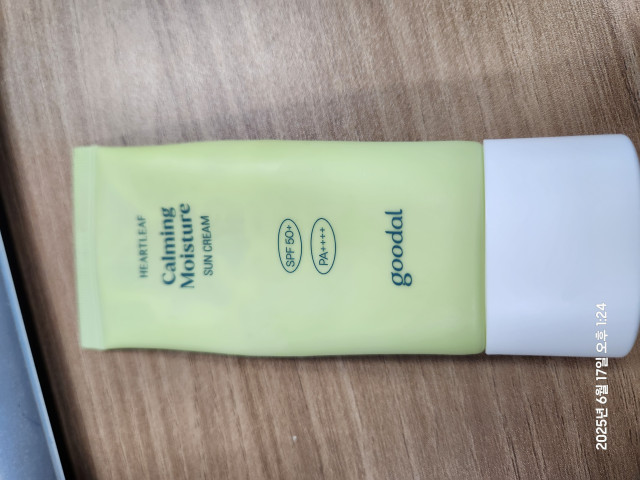 HEARTLEAF
Calming
Moisture
SUN CREAM
SPF 50+
PA++++
goodal
2025년 6월 17일 오후 1:24